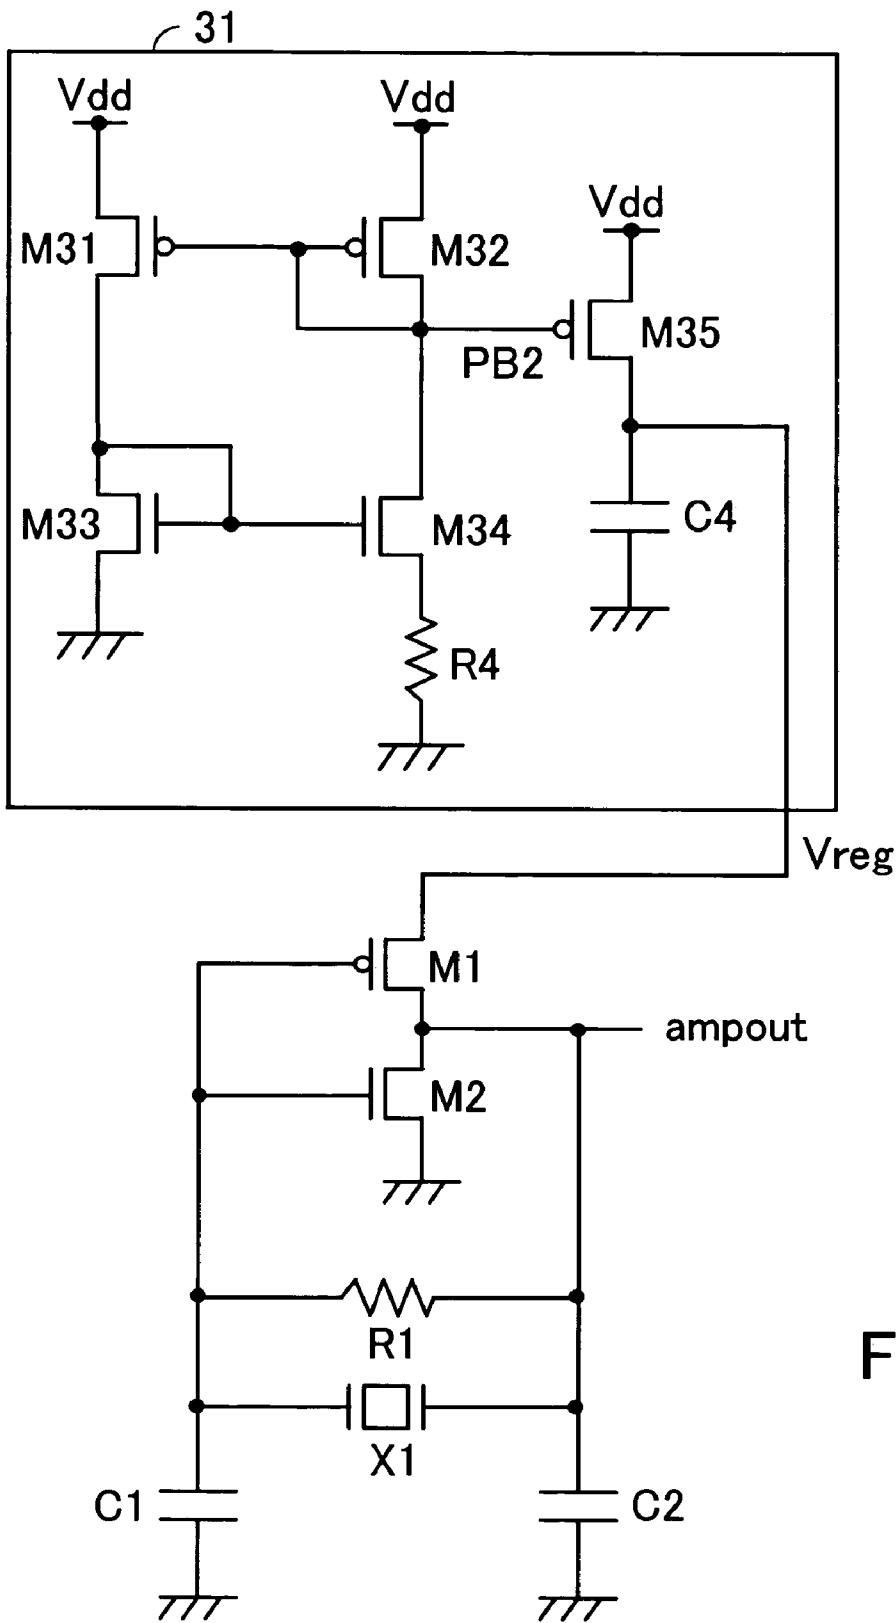 31
Vdd
Vdd
Vdd
M31
M32
M35
PB2
M33
M34
C4
R4
Vreg
M1
ampout
M2
R1
F
X1
C1
C2